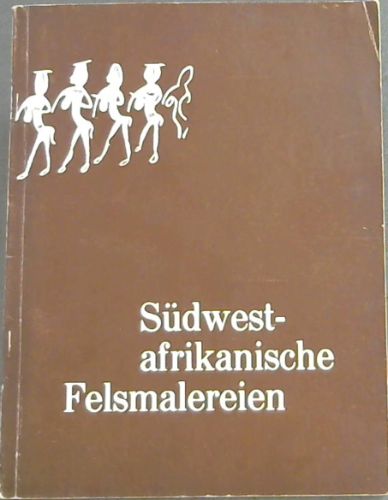 Südwest-
afrikanische
Felsmalereien